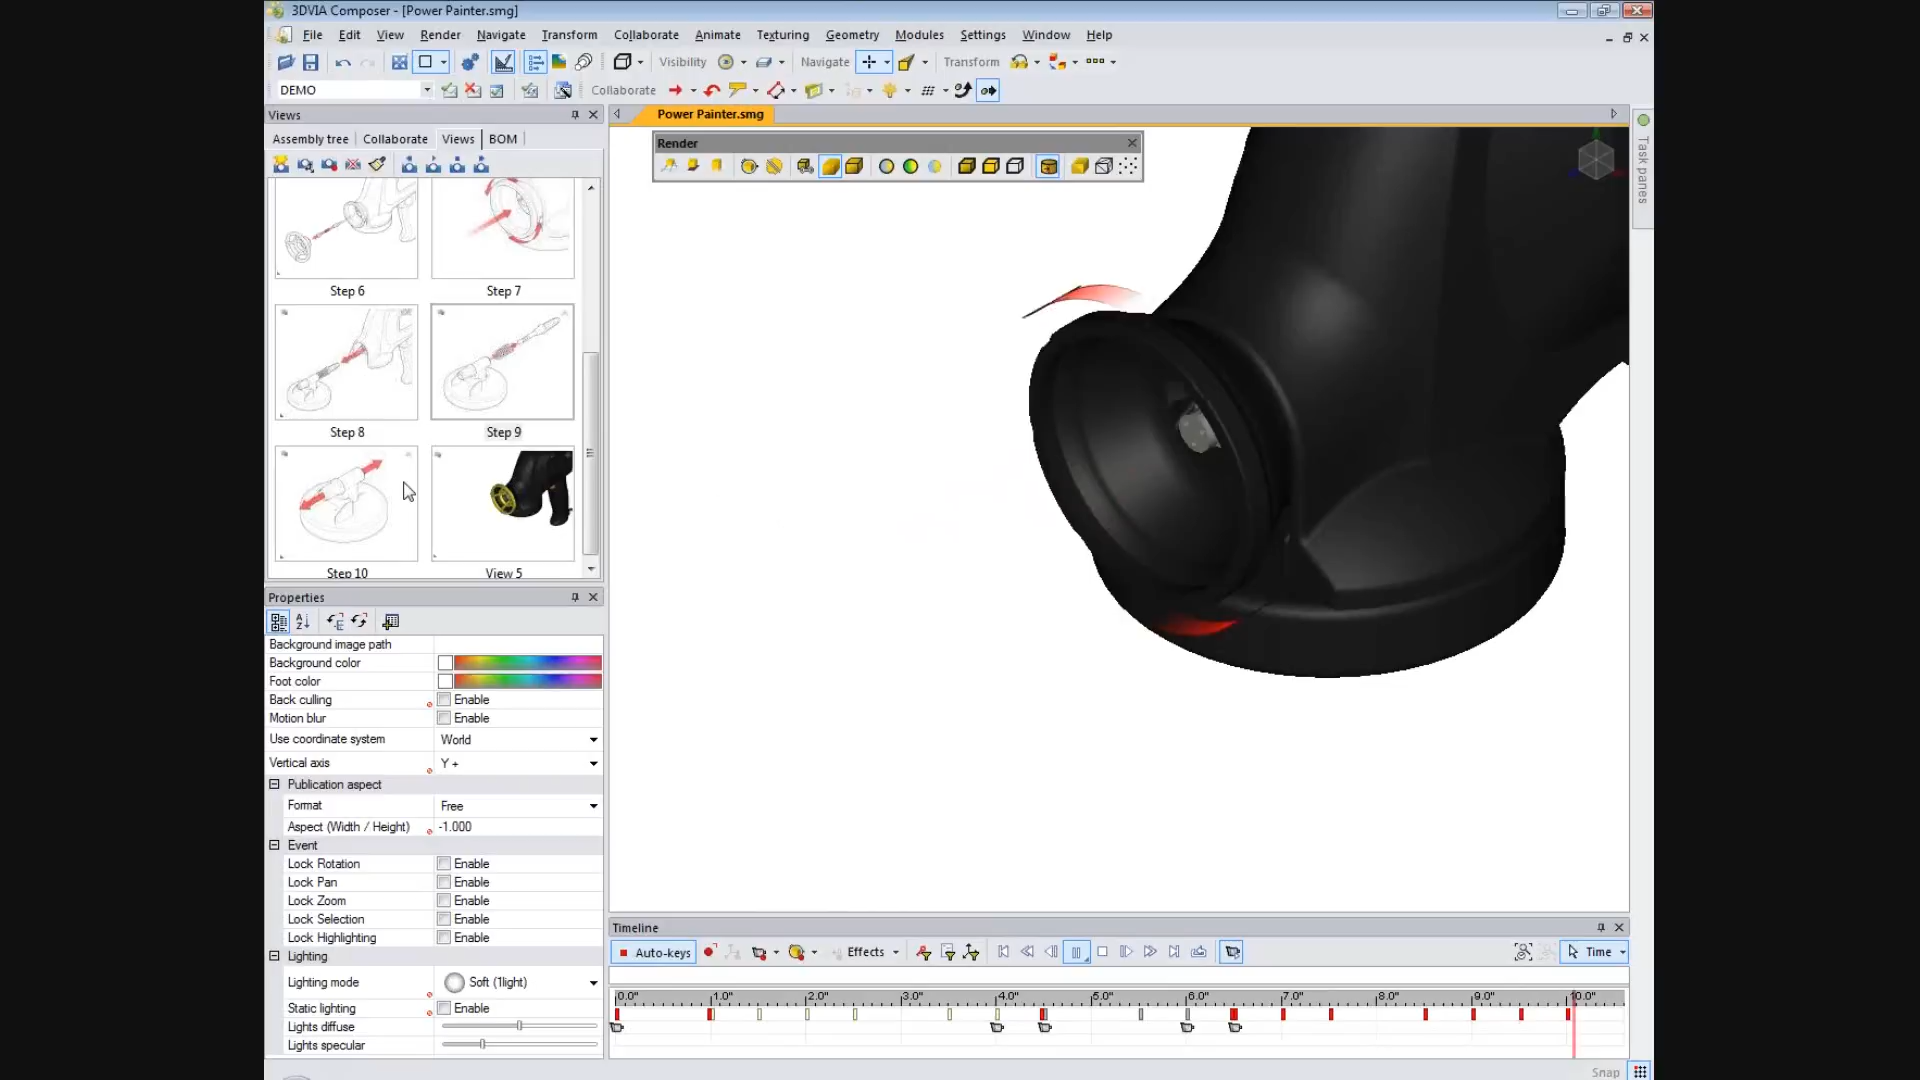 3DVIA Composer - [Power Painter.smg]
File Edit View Render Navigate Transform Collaborate Animate Texturing Geometry Modules Settings Window Help
Visibility Navigate Transform
DEMO Collaborate
Views
Power Painter.smg
Assembly tree Collaborate Views BOM
Render
Task panes
Step 6 Step 7
Step 8 Step 9
Step 10 View 5
Properties
Background image path
Background color
Foot color
Back culling Enable
Motion blur Enable
Use coordinate system World
Vertical axis Y +
Publication aspect
Format Free
Aspect (Width / Height) -1.000
Event
Lock Rotation Enable
Lock Pan Enable
Lock Zoom Enable
Lock Selection Enable
Lock Highlighting Enable
Lighting
Lighting mode Soft (1light)
Static lighting Enable
Lights diffuse
Lights specular
Timeline
Auto-keys Effects Time
0.0" 1.0" 2.0" 3.0" 4.0" 5.0" 6.0" 7.0" 8.0" 9.0" 10.0"
Snap